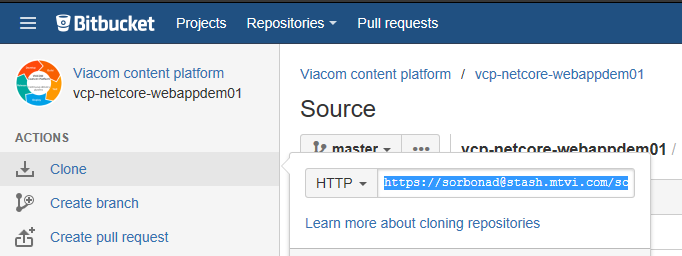 Bitbucket Projects Repositories Pull requests
Viacom content platform
vcp-netcore-webappdem01
ACTIONS
Clone
Create branch
Create pull request
Viacom content platform / vcp-netcore-webappdem01
Source
master ••• vcp-netcore-webappdem01 /
HTTP https://sorbonad@stash.mtvi.com/sc
Learn more about cloning repositories